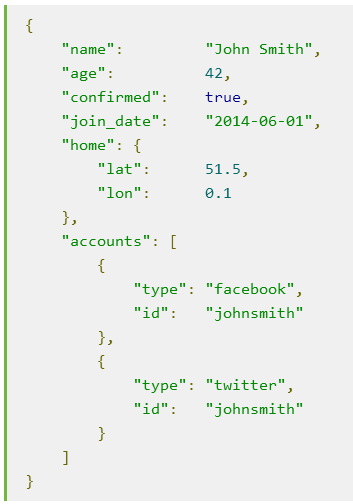 {
    "name":         "John Smith",
    "age":          42,
    "confirmed":    true,
    "join_date":    "2014-06-01",
    "home": {
        "lat":      51.5,
        "lon":      0.1
    },
    "accounts": [
        {
            "type": "facebook",
            "id":   "johnsmith"
        },
        {
            "type": "twitter",
            "id":   "johnsmith"
        }
    ]
}